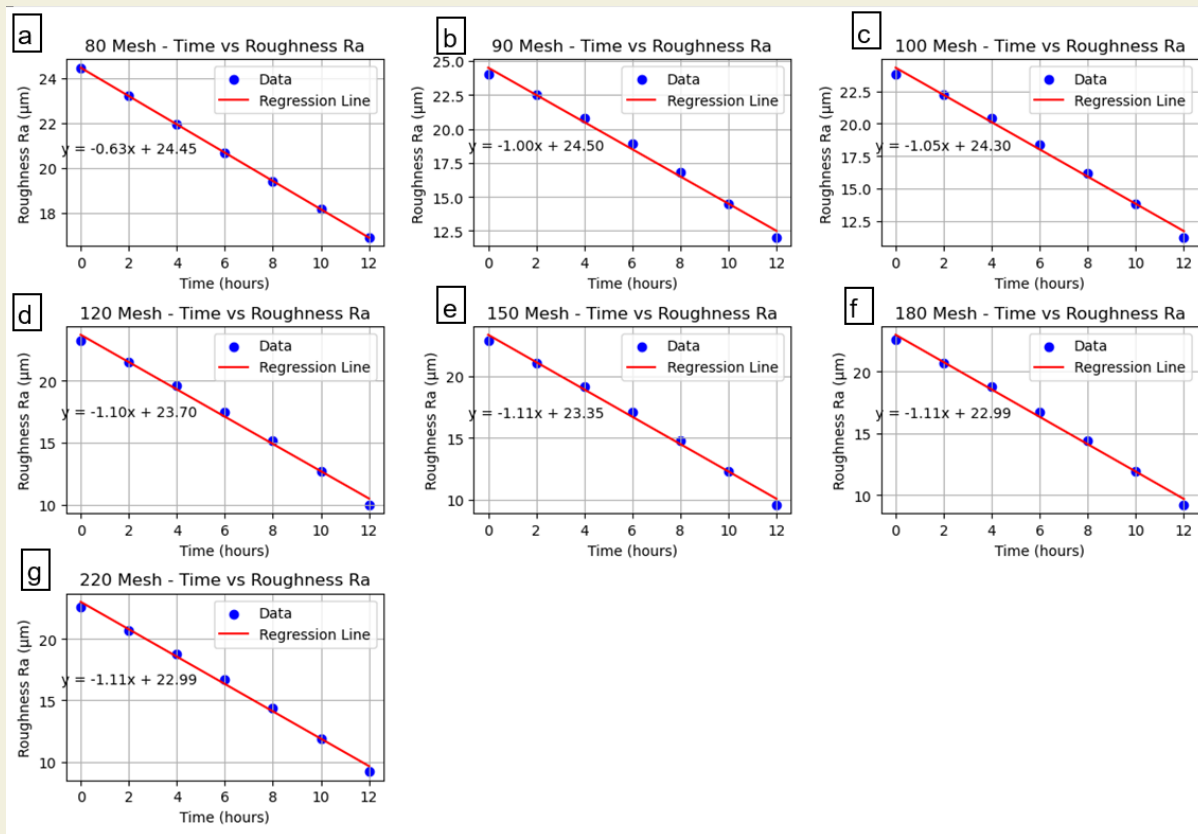 a
80 Mesh - Time vs Roughness Ra
Roughness Ra (μm)
24
22
20
18
Data
Regression Line
y = -0.63x + 24.45
0 2 4 6 8 10 12
Time (hours)
b
90 Mesh - Time vs Roughness Ra
Roughness Ra (μm)
25.0
22.5
20.0
17.5
15.0
12.5
Data
Regression Line
y = -1.00x + 24.50
0 2 4 6 8 10 12
Time (hours)
c
100 Mesh - Time vs Roughness Ra
Roughness Ra (μm)
22.5
20.0
17.5
15.0
12.5
Data
Regression Line
y = -1.05x + 24.30
0 2 4 6 8 10 12
Time (hours)
d
120 Mesh - Time vs Roughness Ra
Roughness Ra (μm)
20
15
10
Data
Regression Line
y = -1.10x + 23.70
0 2 4 6 8 10 12
Time (hours)
e
150 Mesh - Time vs Roughness Ra
Roughness Ra (μm)
20
15
10
Data
Regression Line
y = -1.11x + 23.35
0 2 4 6 8 10 12
Time (hours)
f
180 Mesh - Time vs Roughness Ra
Roughness Ra (μm)
20
15
10
Data
Regression Line
y = -1.11x + 22.99
0 2 4 6 8 10 12
Time (hours)
g
220 Mesh - Time vs Roughness Ra
Roughness Ra (μm)
20
15
10
Data
Regression Line
y = -1.11x + 22.99
0 2 4 6 8 10 12
Time (hours)